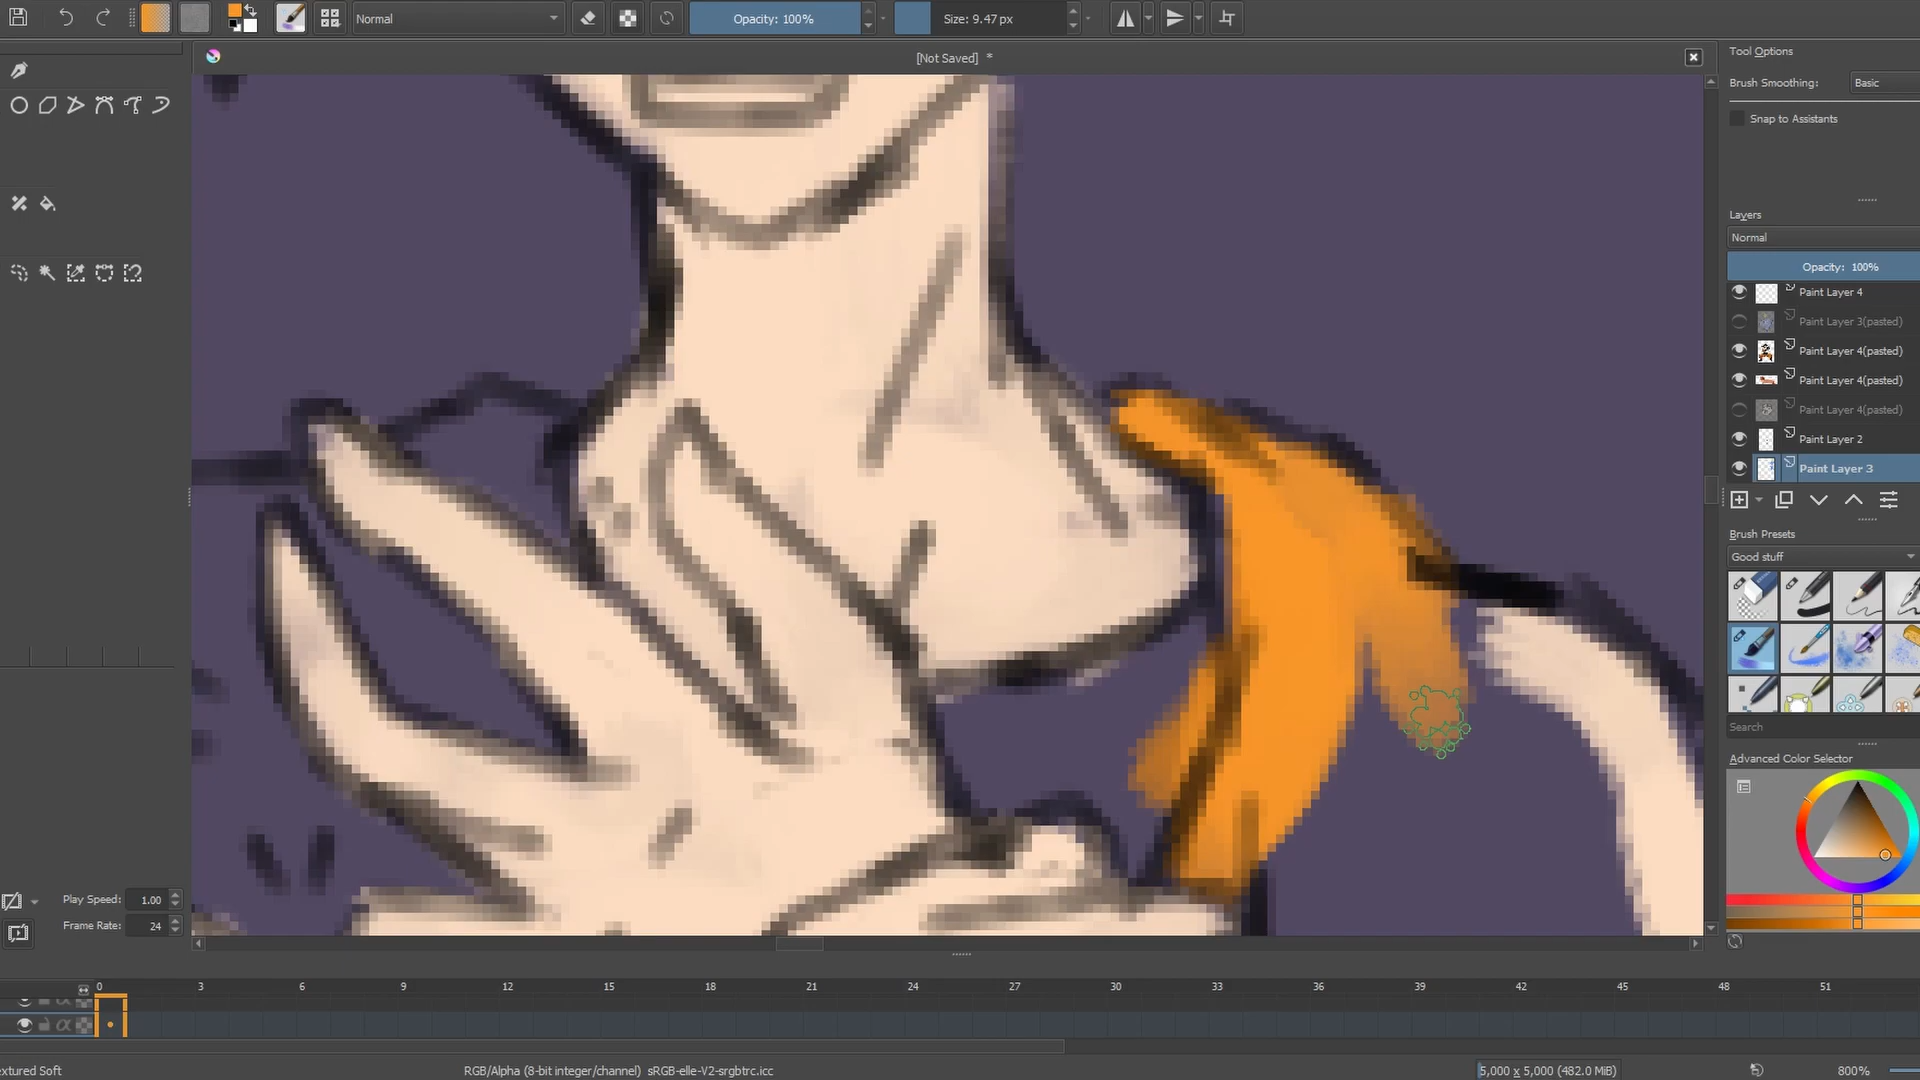 Normal
Opacity: 100%
Size: 9.47 px
[Not Saved] *
Tool Options
Brush Smoothing:
Basic
Snap to Assistants
Layers
Normal
Opacity: 100%
Paint Layer 4
Paint Layer 3(pasted)
Paint Layer 4(pasted)
Paint Layer 4(pasted)
Paint Layer 4(pasted)
Paint Layer 2
Paint Layer 3
Brush Presets
Good stuff
Search
Advanced Color Selector
Play Speed: 1.00
Frame Rate: 24
0 3 6 9 12 15 18 21 24 27 30 33 36 39 42 45 48 51
extured Soft
RGB/Alpha (8-bit integer/channel) sRGB-elle-V2-srgbtrc.icc
5,000 x 5,000 (482.0 MiB)
800%